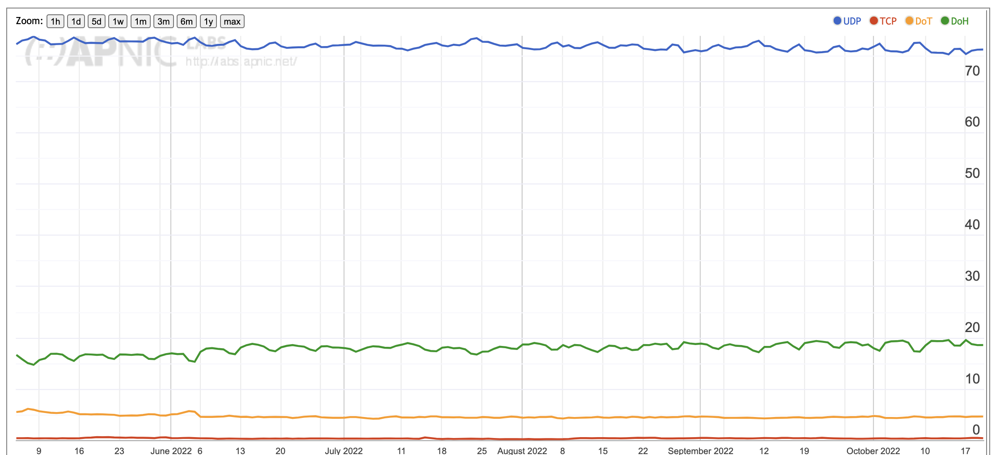 Zoom: 1h 1d 5d 1w 1m 3m 6m 1y max UDP TCP DoT DoH
(::) APNIC LABS
http://labs.apnic.net/
70
60
50
40
30
20
10
0
9 16 23 June 2022 6 13 20 July 2022 11 18 25 August 2022 8 15 22 September 2022 12 19 October 2022 10 17